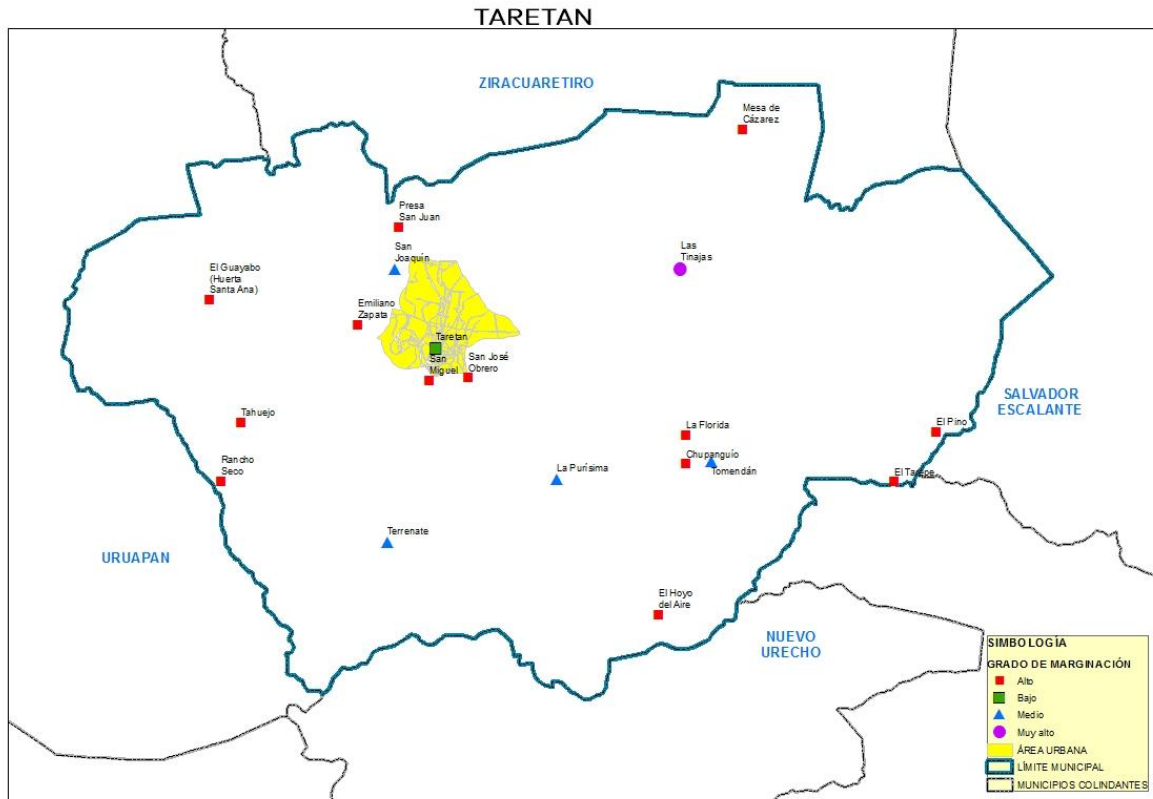 TARETAN
ZIRACUARETIRO
Mesa de
Cázarez
Presa
San Juan
San
Joaquín
Las
Tinajas
El Guayabo
(Huerta
Santa Ana)
Emiliano
Zapata
Taretan
San
Miguel
San José
Obrero
SALVADOR
ESCALANTE
Tahuejo
La Florida
El Pino
Rancho
Seco
La Purísima
Chupanguío
Tomendán
El
Terrenate
URUAPAN
El Hoyo
del Aire
NUEVO
URECHO
SIMBOLOGÍA
GRADO DE MARGINACIÓN
Alto
Bajo
Medio
Muy alto
ÁREA URBANA
LÍMITE MUNICIPAL
MUNICIPIOS COLINDANTES